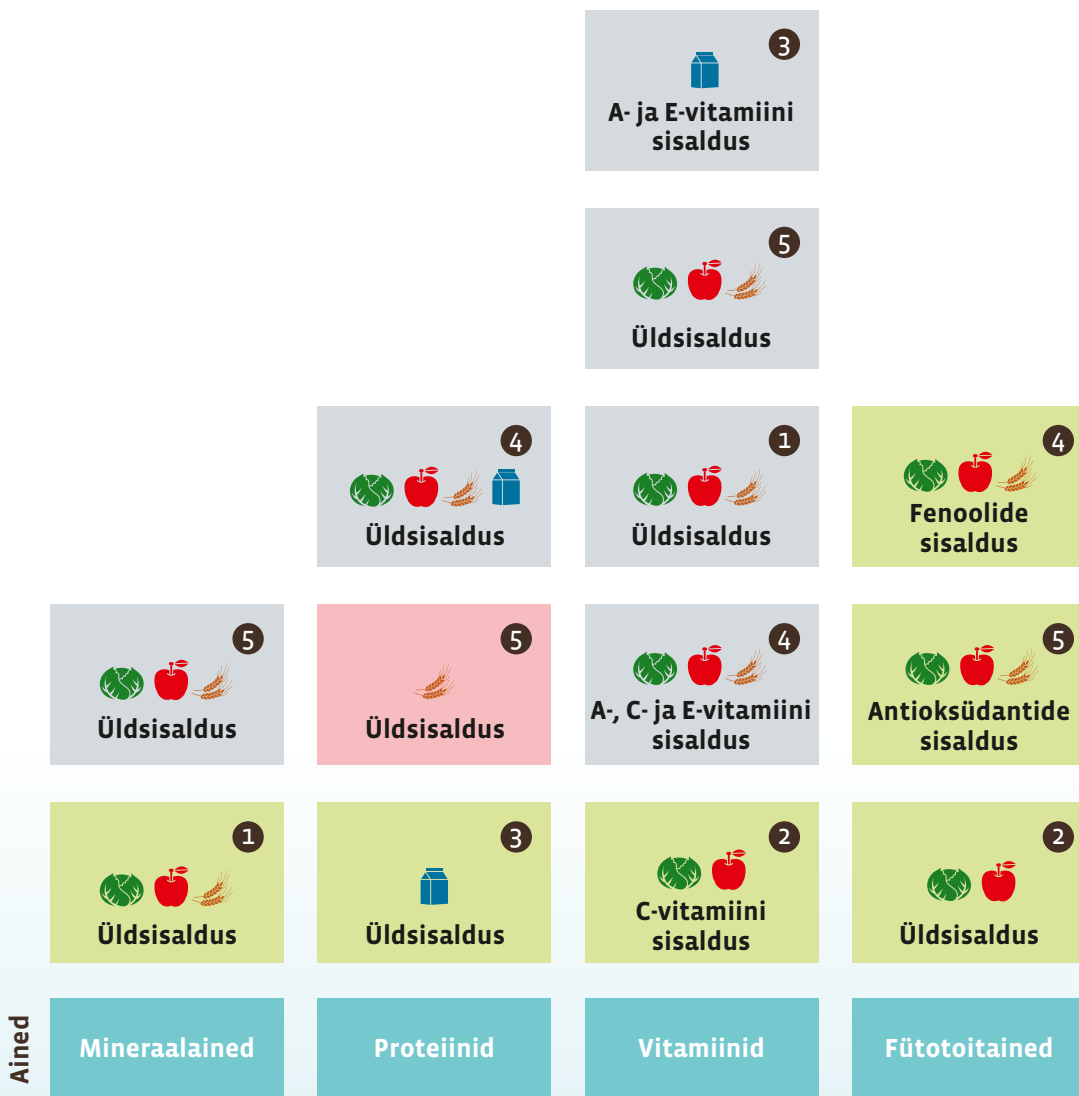 3
A- ja E-vitamiini
sisaldus
5
Üldsisaldus
4
Üldsisaldus
1
Üldsisaldus
4
Fenoolide
sisaldus
5
Üldsisaldus
5
Üldsisaldus
4
A-, C- ja E-vitamiini
sisaldus
5
Antioksüdantide
sisaldus
1
Üldsisaldus
3
Üldsisaldus
2
C-vitamiini
sisaldus
2
Üldsisaldus
Ained
Mineraalained
Proteiinid
Vitamiinid
Fütotoitained